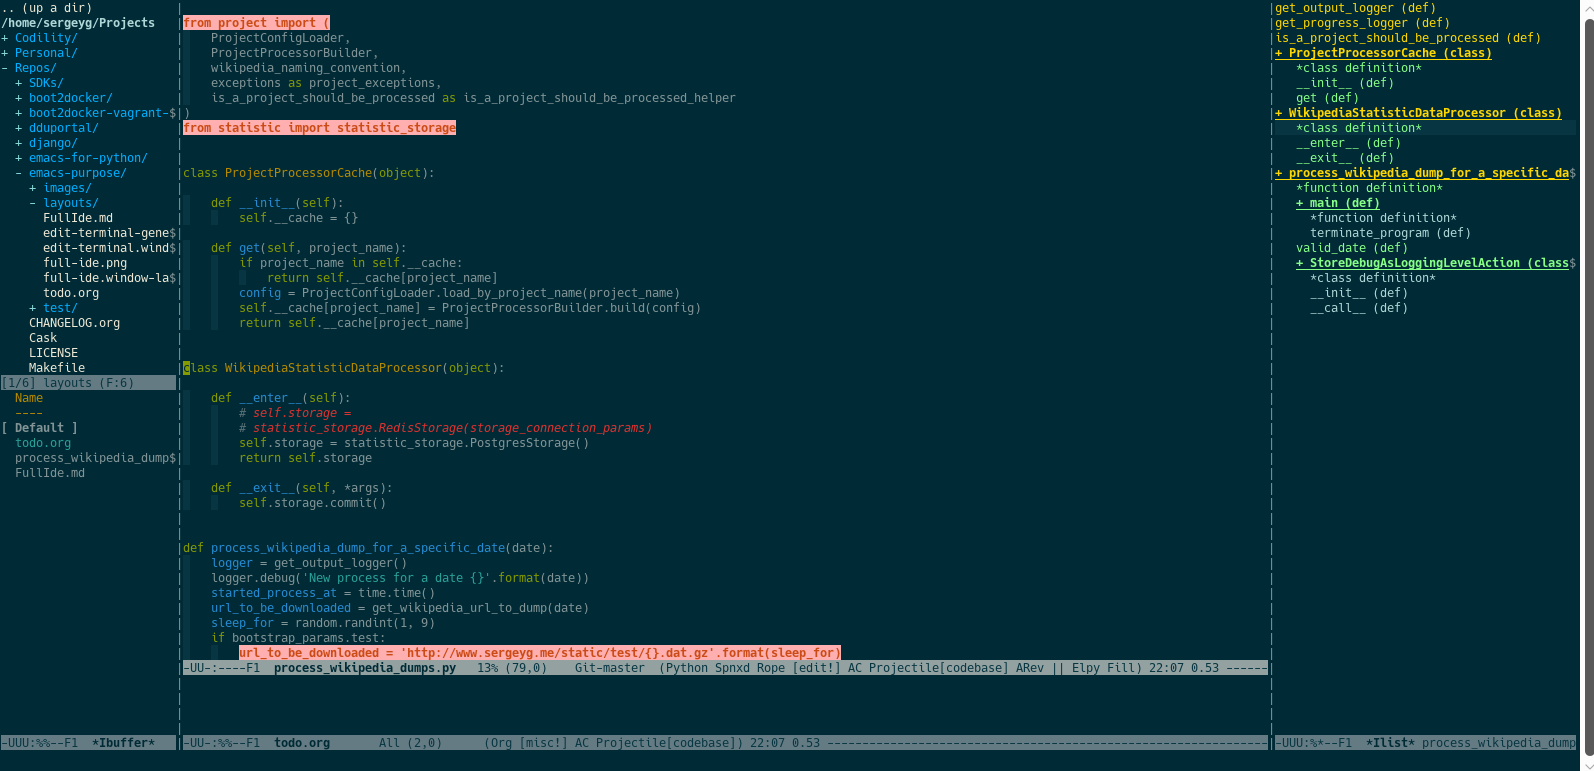 .. (up a dir)
/home/sergeyg/Projects
+ Codility/
+ Personal/
- Repos/
+ SDKs/
+ boot2docker/
+ boot2docker-vagrant-$
+ dduportal/
+ django/
+ emacs-for-python/
- emacs-purpose/
+ images/
- layouts/
FullIde.md
edit-terminal-gene$
edit-terminal.wind$
full-ide.png
full-ide.window-la$
todo.org
+ test/
CHANGELOG.org
Cask
LICENSE
Makefile
[1/6] layouts (F:6)
Name
----
[ Default ]
todo.org
process_wikipedia_dump$
FullIde.md
-UUU:%%--F1  *Ibuffer*
from project import (
    ProjectConfigLoader,
    ProjectProcessorBuilder,
    wikipedia_naming_convention,
    exceptions as project_exceptions,
    is_a_project_should_be_processed as is_a_project_should_be_processed_helper
)
from statistic import statistic_storage
class ProjectProcessorCache(object):
    def __init__(self):
        self.__cache = {}
    def get(self, project_name):
        if project_name in self.__cache:
            return self.__cache[project_name]
        config = ProjectConfigLoader.load_by_project_name(project_name)
        self.__cache[project_name] = ProjectProcessorBuilder.build(config)
        return self.__cache[project_name]
class WikipediaStatisticDataProcessor(object):
    def __enter__(self):
        # self.storage =
        # statistic_storage.RedisStorage(storage_connection_params)
        self.storage = statistic_storage.PostgresStorage()
        return self.storage
    def __exit__(self, *args):
        self.storage.commit()
def process_wikipedia_dump_for_a_specific_date(date):
    logger = get_output_logger()
    logger.debug('New process for a date {}'.format(date))
    started_process_at = time.time()
    url_to_be_downloaded = get_wikipedia_url_to_dump(date)
    sleep_for = random.randint(1, 9)
    if bootstrap_params.test:
        url_to_be_downloaded = 'http://www.sergeyg.me/static/test/{}.dat.gz'.format(sleep_for)
-UU-:----F1  process_wikipedia_dumps.py   13% (79,0)    Git-master  (Python Spnxd Rope [edit!] AC Projectile[codebase] ARev || Elpy Fill) 22:07 0.53 ------
-UU-:%%--F1  todo.org       All (2,0)      (Org [misc!] AC Projectile[codebase]) 22:07 0.53 ---------------------------------------------------------------
get_output_logger (def)
get_progress_logger (def)
is_a_project_should_be_processed (def)
+ ProjectProcessorCache (class)
*class definition*
__init__ (def)
get (def)
+ WikipediaStatisticDataProcessor (class)
*class definition*
__enter__ (def)
__exit__ (def)
+ process_wikipedia_dump_for_a_specific_da$
*function definition*
+ main (def)
*function definition*
terminate_program (def)
valid_date (def)
+ StoreDebugAsLoggingLevelAction (class$
*class definition*
__init__ (def)
__call__ (def)
-UUU:%*--F1  *Ilist* process_wikipedia_dump